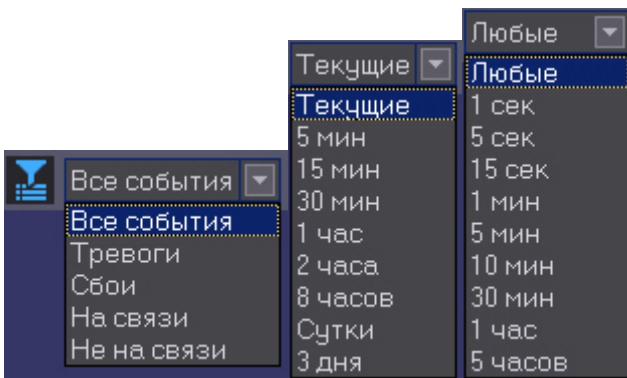 Все события
Все события
Тревоги
Сбои
На связи
Не на связи
Текущие
Текущие
5 мин
15 мин
30 мин
1 час
2 часа
8 часов
Сутки
3 дня
Любые
Любые
1 сек
5 сек
15 сек
1 мин
5 мин
10 мин
30 мин
1 час
5 часов